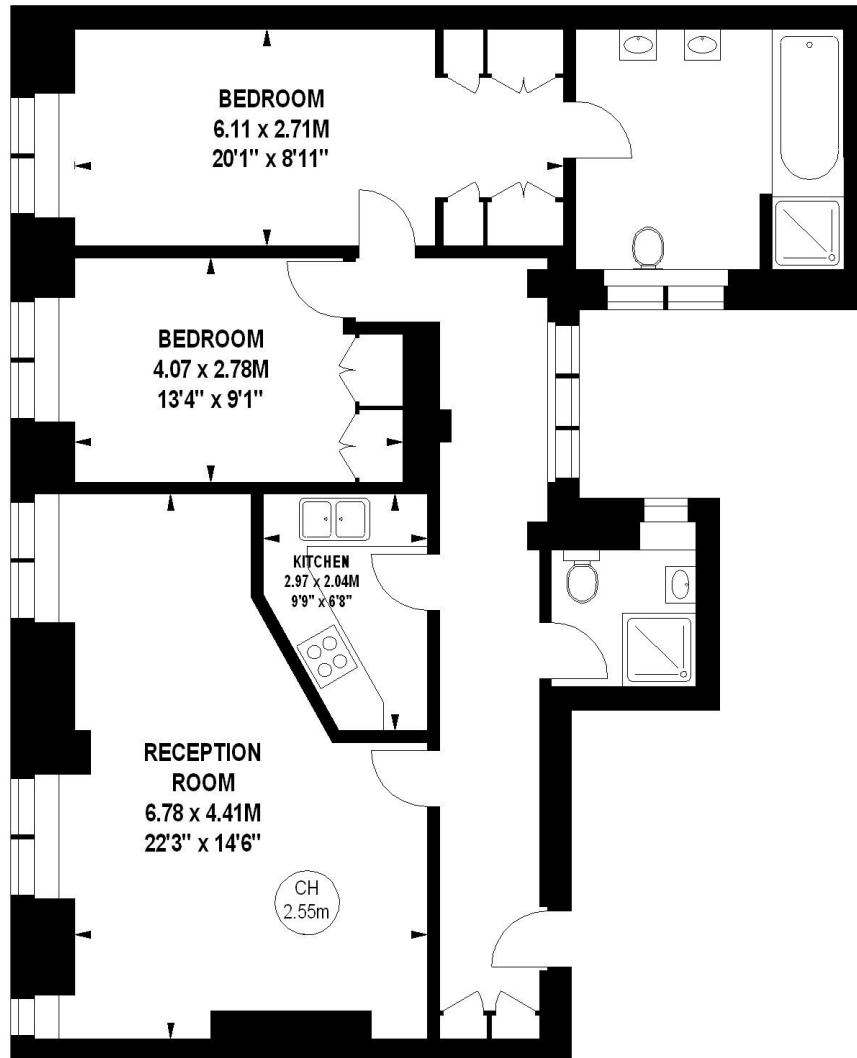 BEDROOM
6.11 x 2.71M
20'1" x 8'11"
BEDROOM
4.07 x 2.78M
13'4" x 9'1"
KITCHEN
2.97 x 2.04M
9'9" x 6'8"
RECEPTION
ROOM
6.78 x 4.41M
22'3" x 14'6"
CH
2.55m